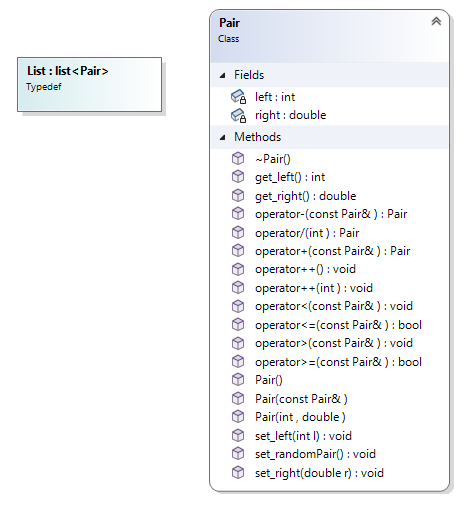 List : list<Pair>
Typedef
Pair
Class
Fields
left : int
right : double
Methods
~Pair()
get_left() : int
get_right() : double
operator-(const Pair& ) : Pair
operator/(int ) : Pair
operator+(const Pair& ) : Pair
operator++() : void
operator++(int ) : void
operator<(const Pair& ) : void
operator<=(const Pair& ) : bool
operator>(const Pair& ) : void
operator>=(const Pair& ) : bool
Pair()
Pair(const Pair& )
Pair(int , double )
set_left(int l) : void
set_randomPair() : void
set_right(double r) : void